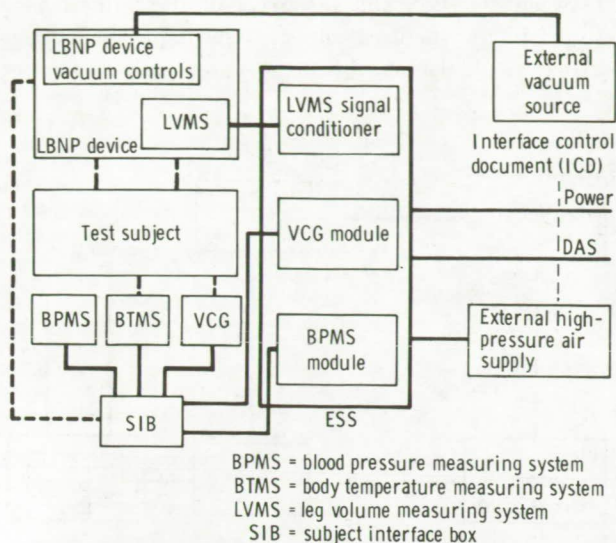 LBNP device
vacuum controls
LVMS
LBNP device
LVMS signal
conditioner
External
vacuum
source
Interface control
document (ICD)
Power
Test subject
VCG module
DAS
BPMS
BTMS
VCG
BPMS
module
External high-
pressure air
supply
SIB
ESS
BPMS = blood pressure measuring system
BTMS = body temperature measuring system
LVMS = leg volume measuring system
SIB = subject interface box